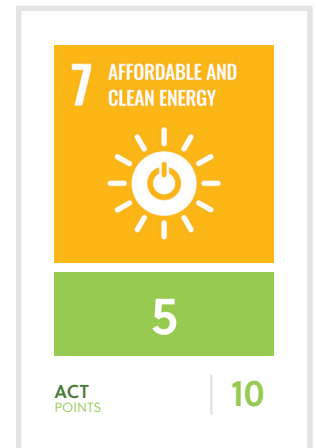 7 AFFORDABLE AND
CLEAN ENERGY
5
ACT
POINTS
10